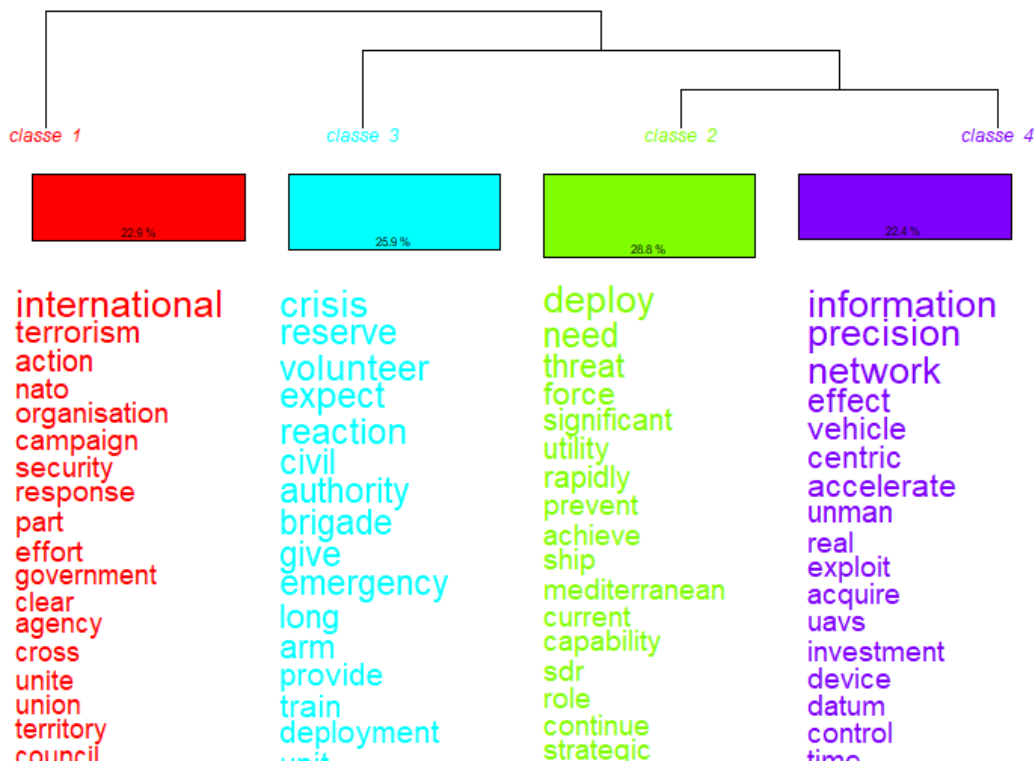 classe 1
classe 3
classe 2
classe 4
22.9 %
25.9 %
28.8 %
22.4 %
international
terrorism
action
nato
organisation
campaign
security
response
part
effort
government
clear
agency
cross
unite
union
territory
council
crisis
reserve
volunteer
expect
reaction
civil
authority
brigade
give
emergency
long
arm
provide
train
deployment
unit
deploy
need
threat
force
significant
utility
rapidly
prevent
achieve
ship
mediterranean
current
capability
sdr
role
continue
strategic
information
precision
network
effect
vehicle
centric
accelerate
unman
real
exploit
acquire
uavs
investment
device
datum
control
time